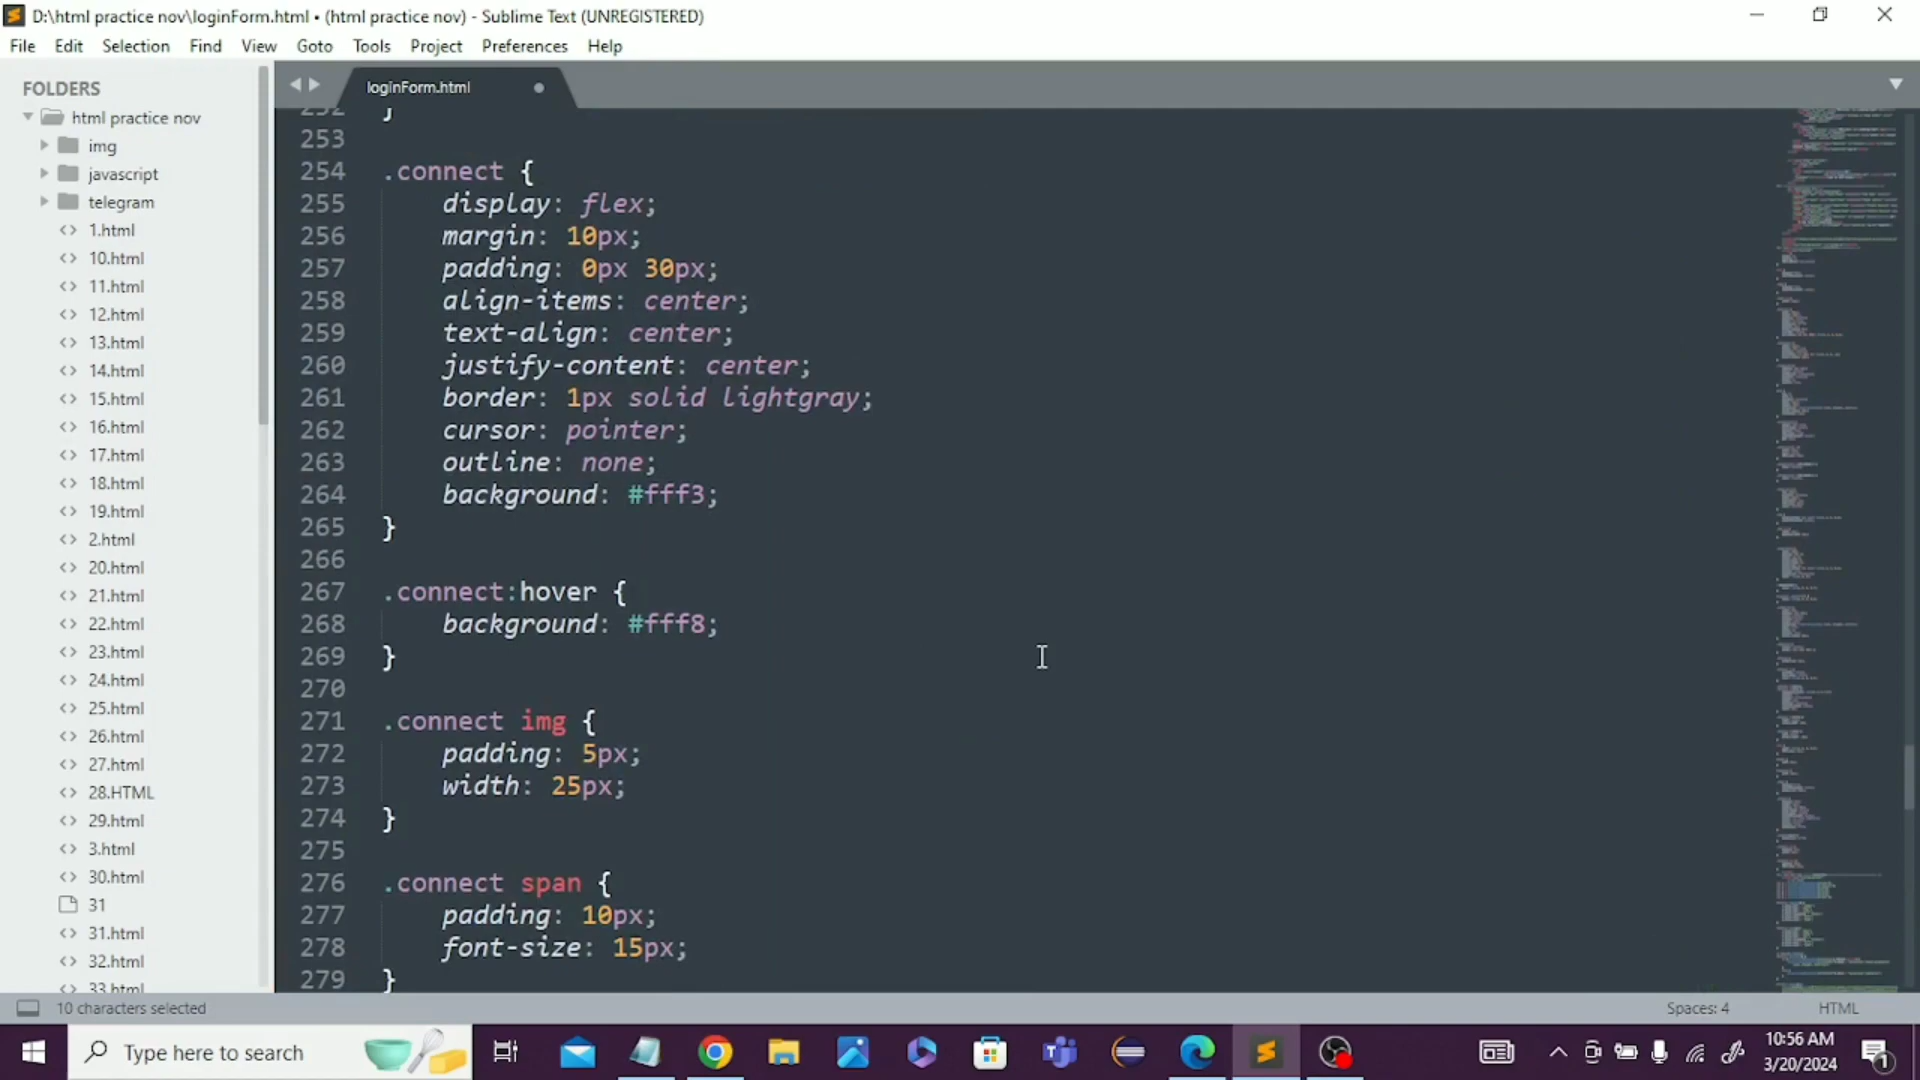 D:\html practice nov\loginForm.html • (html practice nov) - Sublime Text (UNREGISTERED)
File Edit Selection Find View Goto Tools Project Preferences Help
FOLDERS
html practice nov
img
javascript
telegram
1.html
10.html
11.html
12.html
13.html
14.html
15.html
16.html
17.html
18.html
19.html
2.html
20.html
21.html
22.html
23.html
24.html
25.html
26.html
27.html
28.HTML
29.html
3.html
30.html
31
31.html
32.html
33.html
loginForm.html
252 }
253
254 .connect {
255 display: flex;
256 margin: 10px;
257 padding: 0px 30px;
258 align-items: center;
259 text-align: center;
260 justify-content: center;
261 border: 1px solid lightgray;
262 cursor: pointer;
263 outline: none;
264 background: #fff3;
265 }
266
267 .connect:hover {
268 background: #fff8;
269 }
270
271 .connect img {
272 padding: 5px;
273 width: 25px;
274 }
275
276 .connect span {
277 padding: 10px;
278 font-size: 15px;
279 }
10 characters selected Spaces: 4 HTML
Type here to search
10:56 AM
3/20/2024
1